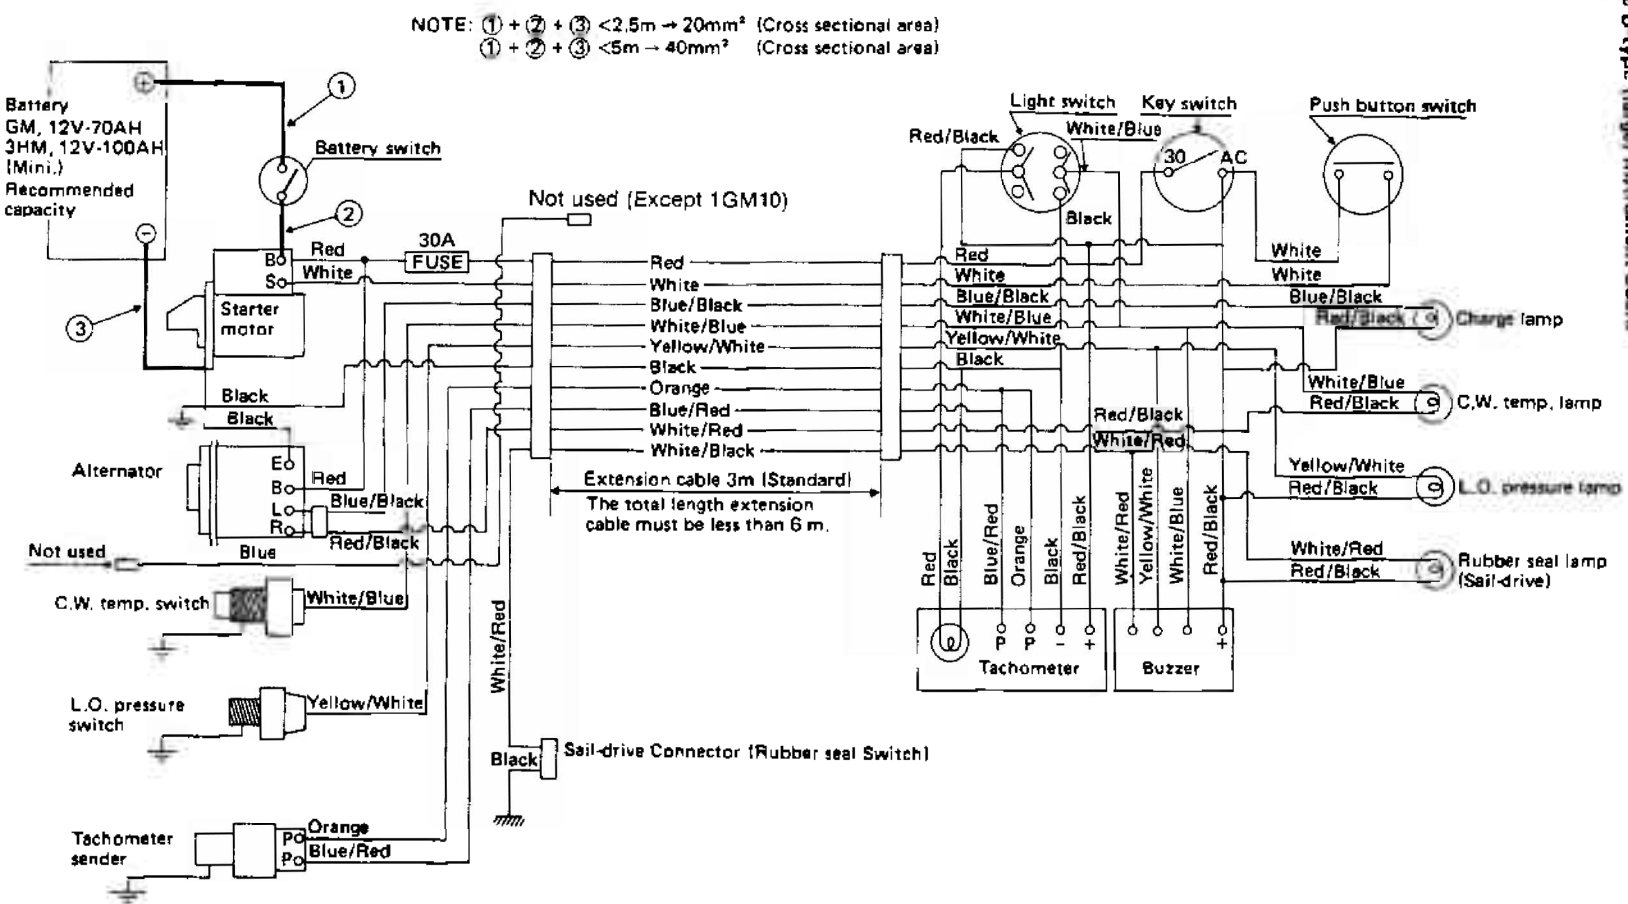 NOTE: ① + ② + ③ <2.5m → 20mm² (Cross sectional area)
① + ② + ③ <5m → 40mm² (Cross sectional area)
+
①
Battery
GM, 12V-70AH
3HM, 12V-100AH
(Mini.)
Recommended
capacity
Battery switch
②
−
③
B
S
Starter
motor
Red
White
30A
FUSE
Not used (Except 1GM10)
Red
White
Blue/Black
White/Blue
Yellow/White
Black
Orange
Blue/Red
White/Red
White/Black
Extension cable 3m (Standard)
The total length extension
cable must be less than 6 m.
Black
Black
Alternator
E
B
L
R
Red
Blue/Black
Red/Black
Not used
Blue
C.W. temp. switch
White/Blue
L.O. pressure
switch
Yellow/White
White/Red
Black
Sail-drive Connector (Rubber seal Switch)
Tachometer
sender
P
P
Orange
Blue/Red
Light switch
Key switch
Push button switch
Red/Black
White/Blue
30
AC
Black
Red
White
Blue/Black
White/Blue
Yellow/White
Black
White
White
Blue/Black
Red/Black
Charge lamp
White/Blue
Red/Black
C.W. temp. lamp
Red/Black
White/Red
Yellow/White
Red/Black
L.O. pressure lamp
White/Red
Red/Black
Rubber seal lamp
(Sail-drive)
Red
Black
Blue/Red
Orange
Black
Red/Black
White/Red
Yellow/White
White/Blue
Red/Black
P
P
-
+
Tachometer
+
Buzzer